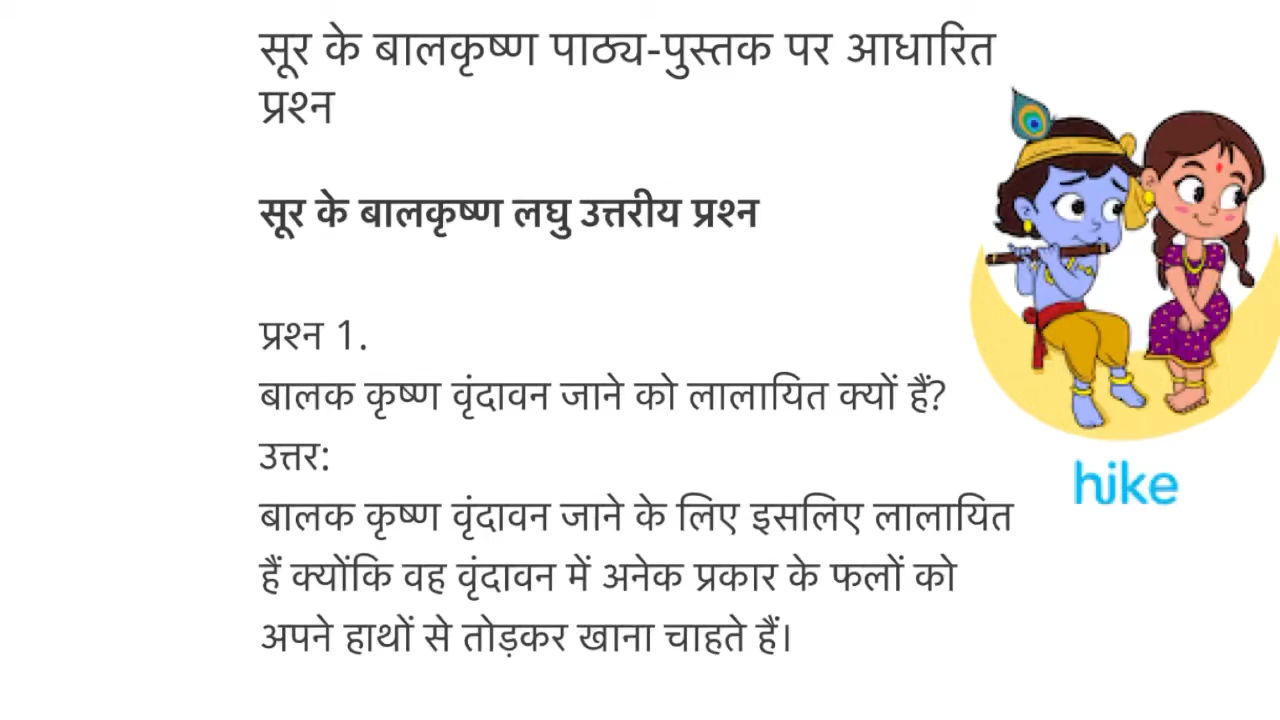 सूर के बालकृष्ण पाठ्य-पुस्तक पर आधारित
प्रश्न
सूर के बालकृष्ण लघु उत्तरीय प्रश्न
प्रश्न 1.
बालक कृष्ण वृंदावन जाने को लालायित क्यों हैं?
उत्तर:
बालक कृष्ण वृंदावन जाने के लिए इसलिए लालायित
हैं क्योंकि वह वृंदावन में अनेक प्रकार के फलों को
अपने हाथों से तोड़कर खाना चाहते हैं।
hike